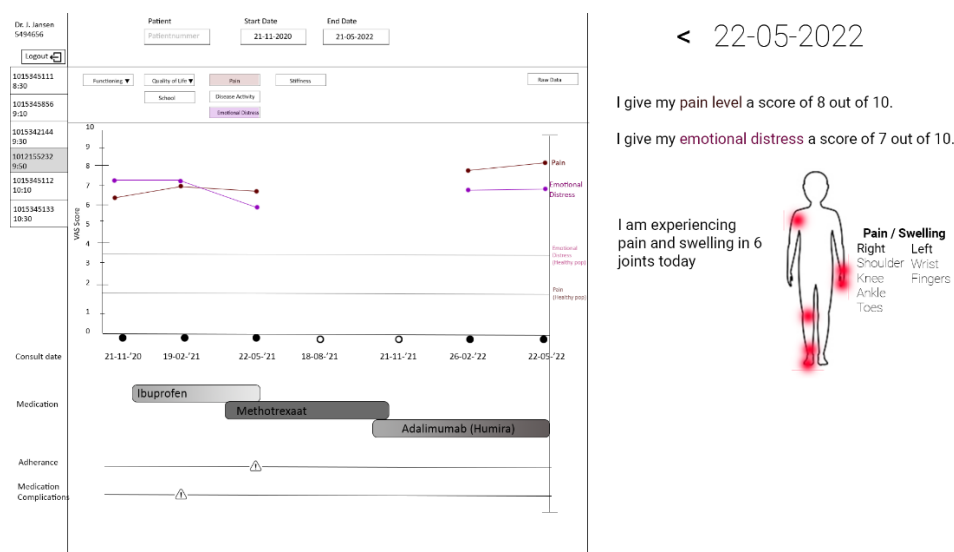 Dr. J. Jansen
5494656
Logout
1015345111
8:30
1015345856
9:10
1015342144
9:30
1012155232
9:50
1015345112
10:10
1015345133
10:30
Patient
Patientnummer
Start Date
21-11-2020
End Date
21-05-2022
Functioning ▼
Quality of Life ▼
Pain
Stiffness
Raw Data
School
Disease Activity
Emotional Distress
VAS Score
10
9
8
7
6
5
4
3
2
1
0
Pain
Emotional
Distress
Emotional
Distress
(Healthy pop)
Pain
(Healthy pop)
Consult date
21-11-'20
19-02-'21
22-05-'21
18-08-'21
21-11-'21
26-02-'22
22-05-'22
Medication
Ibuprofen
Methotrexaat
Adalimumab (Humira)
Adherance
Medication
Complications
< 22-05-2022
I give my pain level a score of 8 out of 10.
I give my emotional distress a score of 7 out of 10.
I am experiencing
pain and swelling in 6
joints today
Pain / Swelling
Right Left
Shoulder Wrist
Knee Fingers
Ankle
Toes